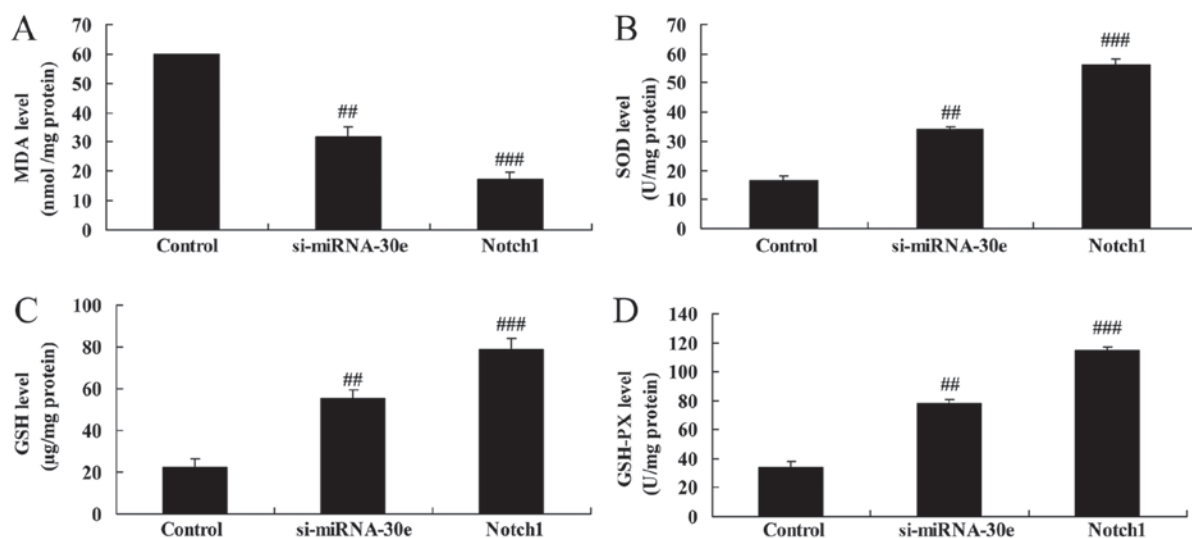 A
MDA level
(nmol /mg protein)
70
60
50
40
30
20
10
0
##
###
Control
si-miRNA-30e
Notch1
B
SOD level
(U/mg protein)
70
60
50
40
30
20
10
0
##
###
Control
si-miRNA-30e
Notch1
C
GSH level
(µg/mg protein)
100
80
60
40
20
0
##
###
Control
si-miRNA-30e
Notch1
D
GSH-PX level
(U/mg protein)
140
120
100
80
60
40
20
0
##
###
Control
si-miRNA-30e
Notch1